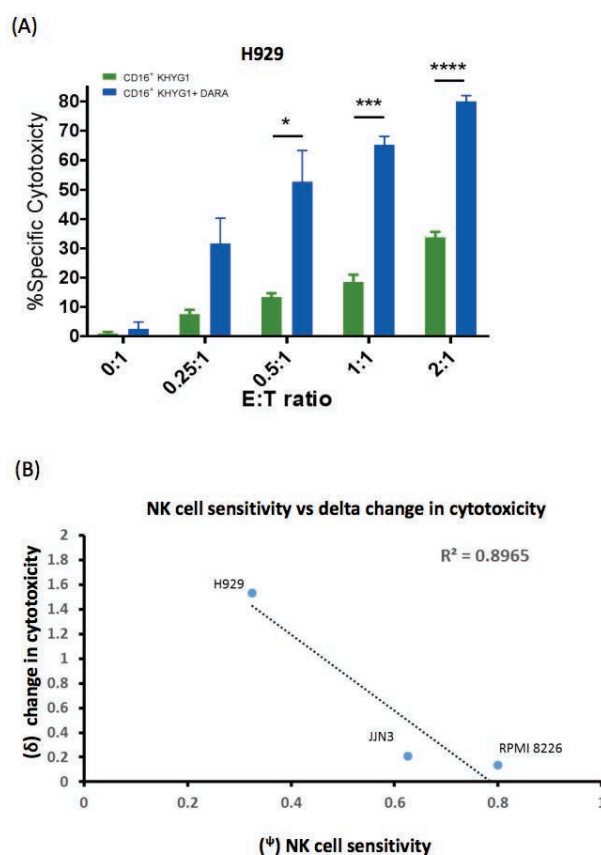 (A)
H929
CD16⁺ KHYG1
CD16⁺ KHYG1+ DARA
* *** ****
%Specific Cytotoxicity
80
70
60
50
40
30
20
10
0
0:1 0.25:1 0.5:1 1:1 2:1
E:T ratio
(B)
NK cell sensitivity vs delta change in cytotoxicity
R² = 0.8965
(δ) change in cytotoxicity
2
1.8
1.6
1.4
1.2
1
0.8
0.6
0.4
0.2
0
H929
JJN3
RPMI 8226
0 0.2 0.4 0.6 0.8 1
(ψ) NK cell sensitivity